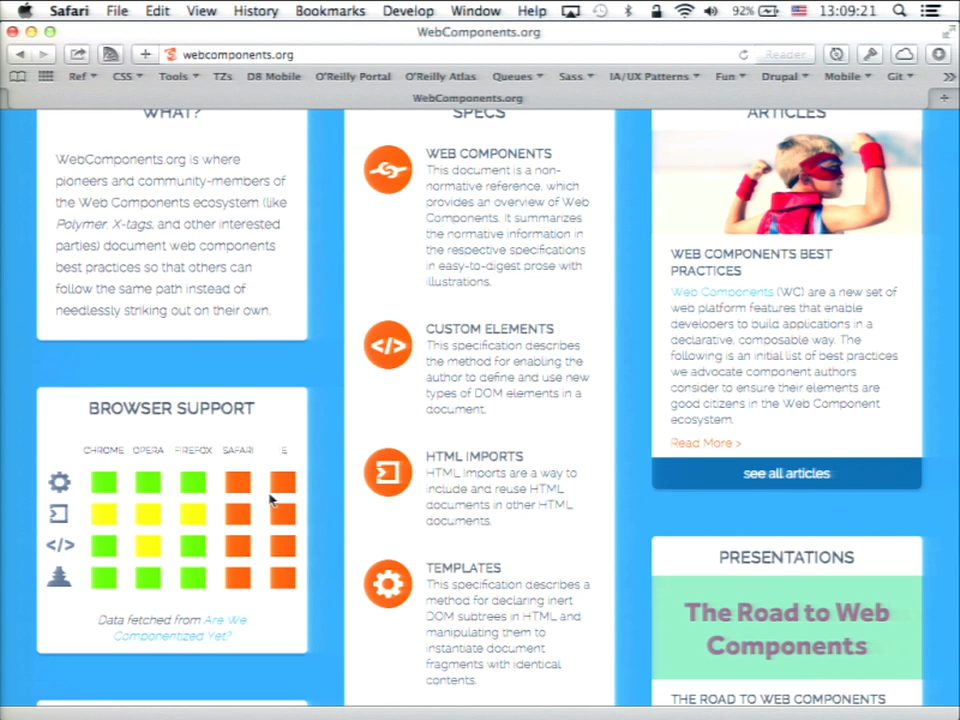 Safari File Edit View History Bookmarks Develop Window Help 92% 13:09:21
WebComponents.org
webcomponents.org Reader
Ref CSS Tools TZs D8 Mobile O'Reilly Portal O'Reilly Atlas Queues Sass IA/UX Patterns Fun Drupal Mobile Git
WebComponents.org
WHAT?
WebComponents.org is where
pioneers and community-members of
the Web Components ecosystem (like
Polymer, X-tags, and other interested
parties) document web components
best practices so that others can
follow the same path instead of
needlessly striking out on their own.
BROWSER SUPPORT
CHROME OPERA FIREFOX SAFARI E
</>
Data fetched from Are We
Componentized Yet?
SPECS
WEB COMPONENTS
This document is a non-
normative reference, which
provides an overview of Web
Components. It summarizes
the normative information in
the respective specifications
in easy-to-digest prose with
illustrations.
</>
CUSTOM ELEMENTS
This specification describes
the method for enabling the
author to define and use new
types of DOM elements in a
document.
HTML IMPORTS
HTML Imports are a way to
include and reuse HTML
documents in other HTML
documents.
TEMPLATES
This specification describes a
method for declaring inert
DOM subtrees in HTML and
manipulating them to
instantiate document
fragments with identical
contents.
ARTICLES
WEB COMPONENTS BEST
PRACTICES
Web Components (WC) are a new set of
web platform features that enable
developers to build applications in a
declarative, composable way. The
following is an initial list of best practices
we advocate component authors
consider to ensure their elements are
good citizens in the Web Component
ecosystem.
Read More >
see all articles
PRESENTATIONS
The Road to Web
Components
THE ROAD TO WEB COMPONENTS